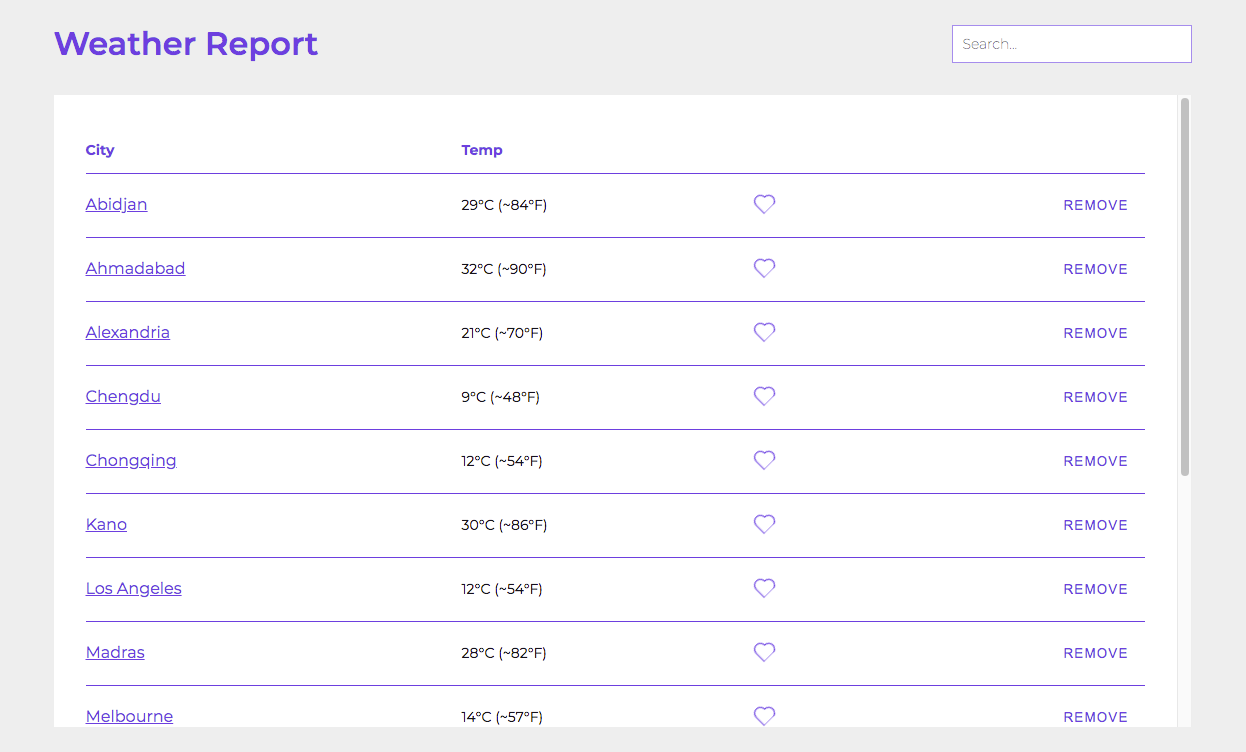 Weather Report
Search...
City Temp
Abidjan 29°C (~84°F) REMOVE
Ahmadabad 32°C (~90°F) REMOVE
Alexandria 21°C (~70°F) REMOVE
Chengdu 9°C (~48°F) REMOVE
Chongqing 12°C (~54°F) REMOVE
Kano 30°C (~86°F) REMOVE
Los Angeles 12°C (~54°F) REMOVE
Madras 28°C (~82°F) REMOVE
Melbourne 14°C (~57°F) REMOVE